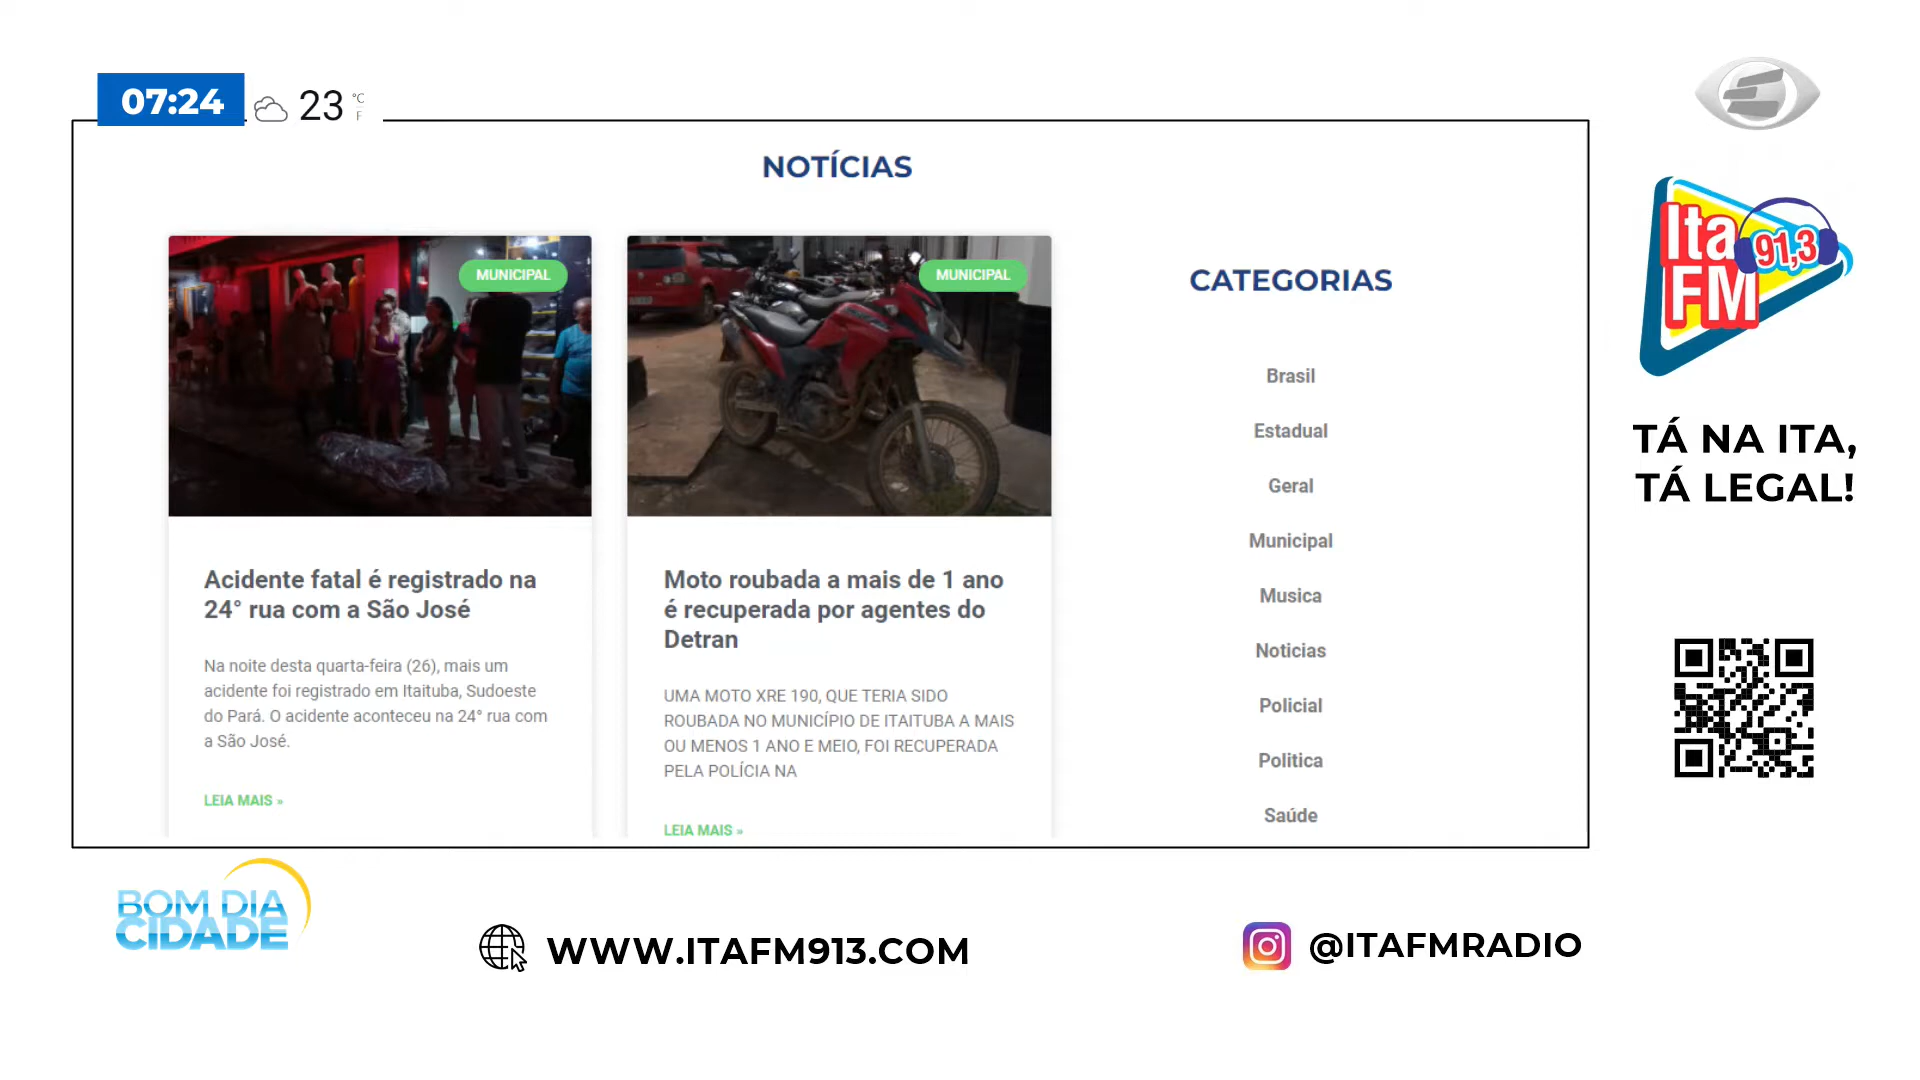 07:24
23 °C
F
NOTÍCIAS
MUNICIPAL
MUNICIPAL
Acidente fatal é registrado na
24° rua com a São José
Na noite desta quarta-feira (26), mais um
acidente foi registrado em Itaituba, Sudoeste
do Pará. O acidente aconteceu na 24° rua com
a São José.
LEIA MAIS »
Moto roubada a mais de 1 ano
é recuperada por agentes do
Detran
UMA MOTO XRE 190, QUE TERIA SIDO
ROUBADA NO MUNICÍPIO DE ITAITUBA A MAIS
OU MENOS 1 ANO E MEIO, FOI RECUPERADA
PELA POLÍCIA NA
LEIA MAIS »
CATEGORIAS
Brasil
Estadual
Geral
Municipal
Musica
Noticias
Policial
Politica
Saúde
Ita
FM
91,3
TÁ NA ITA,
TÁ LEGAL!
BOM DIA
CIDADE
WWW.ITAFM913.COM
@ITAFMRADIO